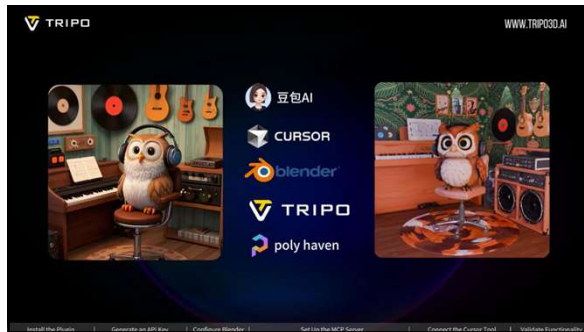 TRIPO
WWW.TRIPO3D.AI
豆包AI
CURSOR
blender
TRIPO
poly haven
Install the Plugin | Generate an API Key | Configure Blender | Set Up the MCP Server | Connect the Cursor Tool | Validate Functionality